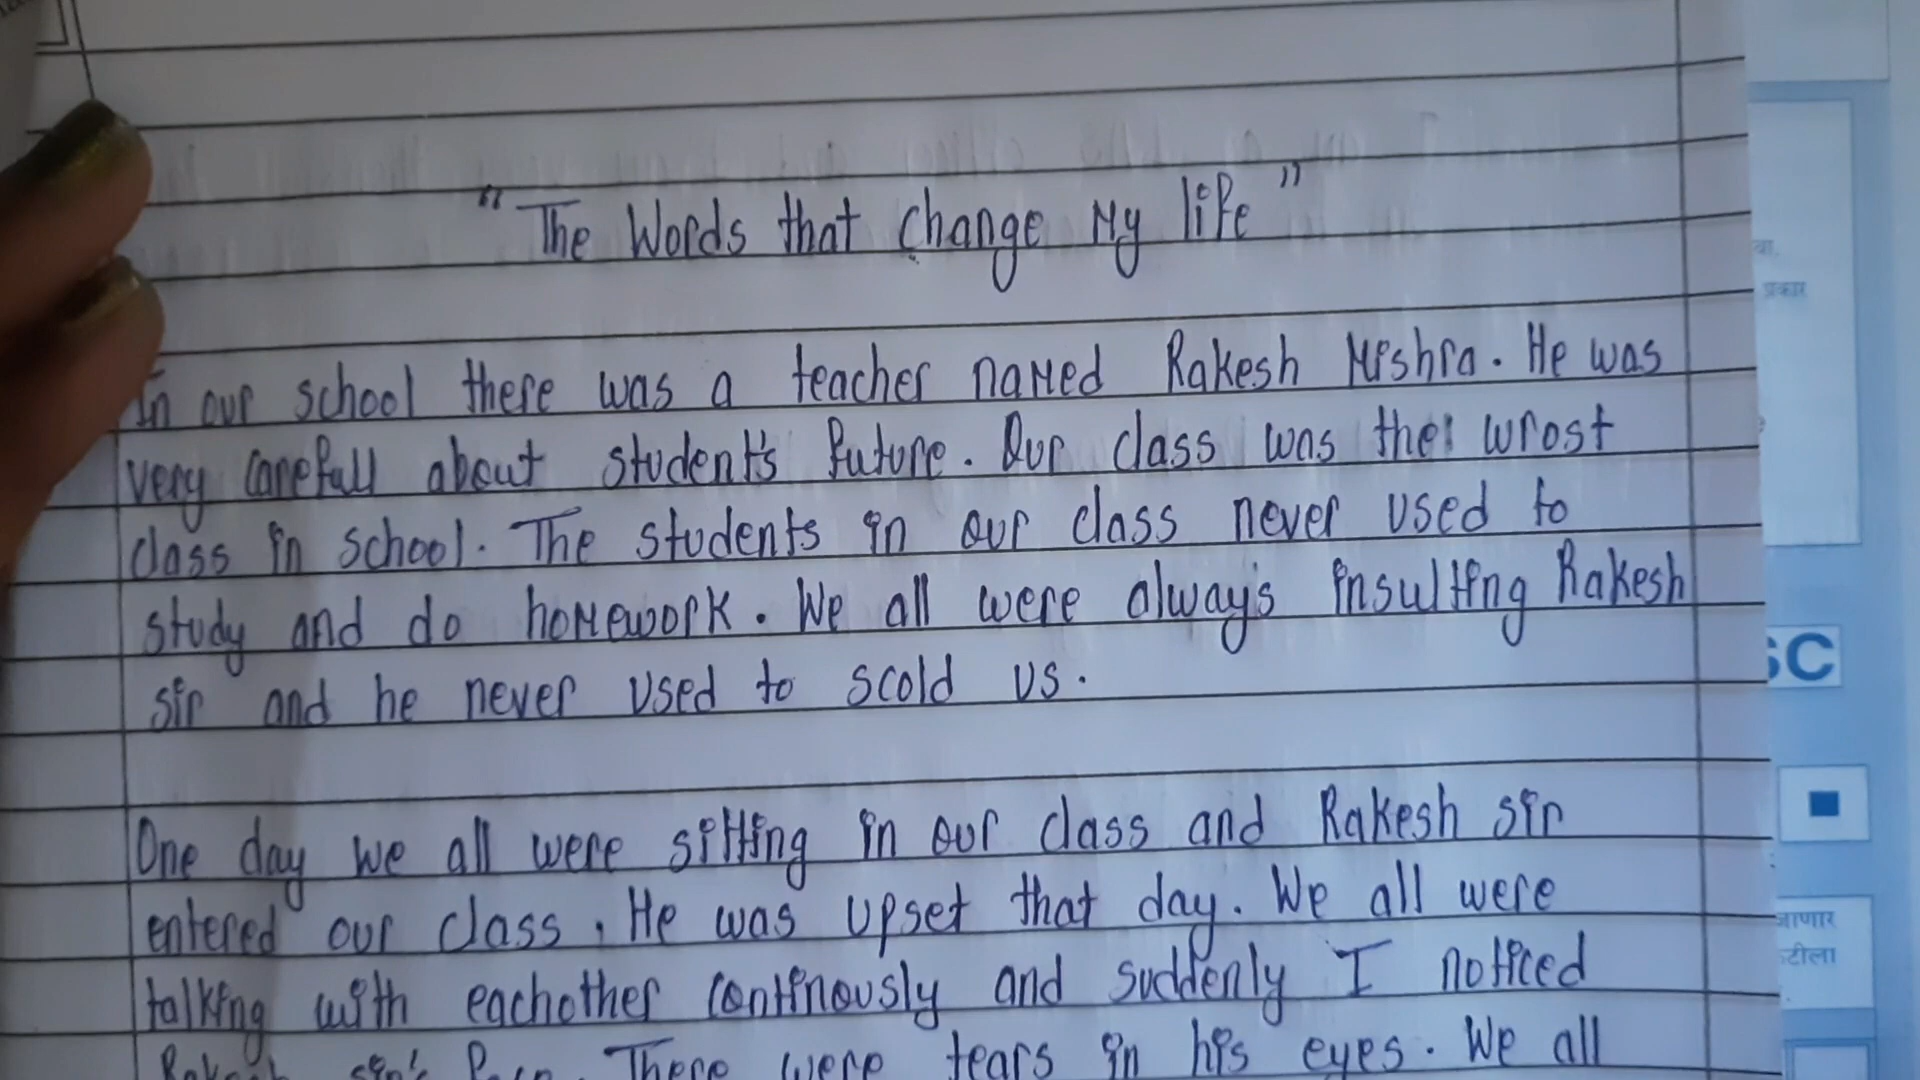 "The Words that change My life"
In our school there was a teacher named Rakesh Mishra. He was
very carefull about student's future. Our class was the wrost
class in school. The students in our class never used to
study and do homework. We all were always insulting Rakesh
sir and he never used to scold us.
One day we all were sitting in our class and Rakesh sir
entered our class. He was upset that day. We all were
talking with eachother continously and suddenly I noticed
There were tears in his eyes. We all
प्रकार
SC
जाणार